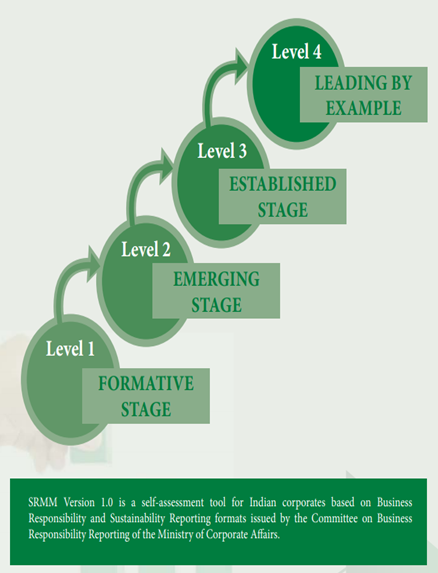 Level 4
LEADING BY
EXAMPLE
Level 3
ESTABLISHED
STAGE
Level 2
EMERGING
STAGE
Level 1
FORMATIVE
STAGE
SRMM Version 1.0 is a self-assessment tool for Indian corporates based on Business
Responsibility and Sustainability Reporting formats issued by the Committee on Business
Responsibility Reporting of the Ministry of Corporate Affairs.